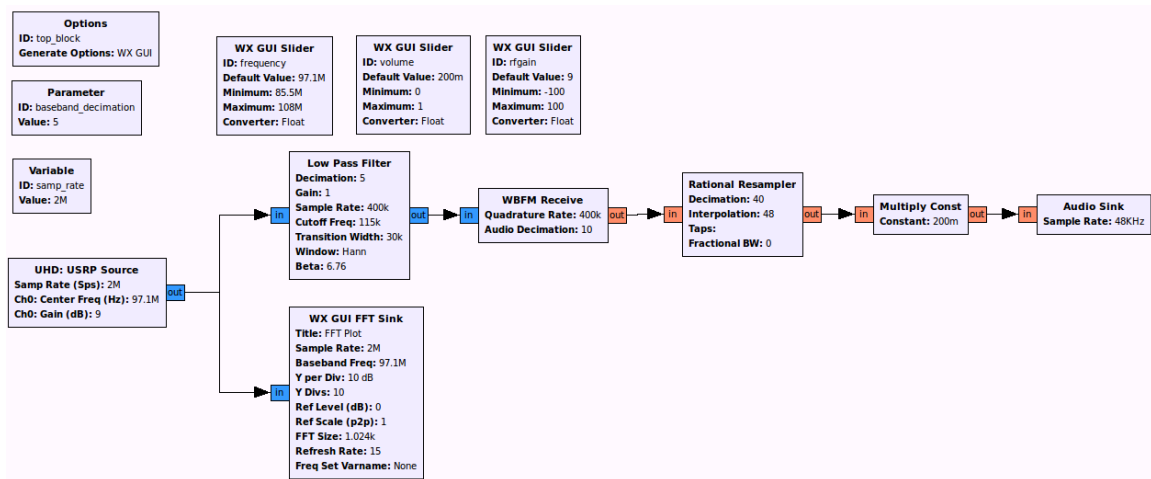 Options
ID: top_block
Generate Options: WX GUI
Parameter
ID: baseband_decimation
Value: 5
Variable
ID: samp_rate
Value: 2M
WX GUI Slider
ID: frequency
Default Value: 97.1M
Minimum: 85.5M
Maximum: 108M
Converter: Float
WX GUI Slider
ID: volume
Default Value: 200m
Minimum: 0
Maximum: 1
Converter: Float
WX GUI Slider
ID: rfgain
Default Value: 9
Minimum: -100
Maximum: 100
Converter: Float
UHD: USRP Source
Samp Rate (Sps): 2M
Ch0: Center Freq (Hz): 97.1M
Ch0: Gain (dB): 9
out
in
Low Pass Filter
Decimation: 5
Gain: 1
Sample Rate: 400k
Cutoff Freq: 115k
Transition Width: 30k
Window: Hann
Beta: 6.76
out
in
WBFM Receive
Quadrature Rate: 400k
Audio Decimation: 10
out
in
Rational Resampler
Decimation: 40
Interpolation: 48
Taps:
Fractional BW: 0
out
in
Multiply Const
Constant: 200m
out
in
Audio Sink
Sample Rate: 48KHz
in
WX GUI FFT Sink
Title: FFT Plot
Sample Rate: 2M
Baseband Freq: 97.1M
Y per Div: 10 dB
Y Divs: 10
Ref Level (dB): 0
Ref Scale (p2p): 1
FFT Size: 1.024k
Refresh Rate: 15
Freq Set Varname: None